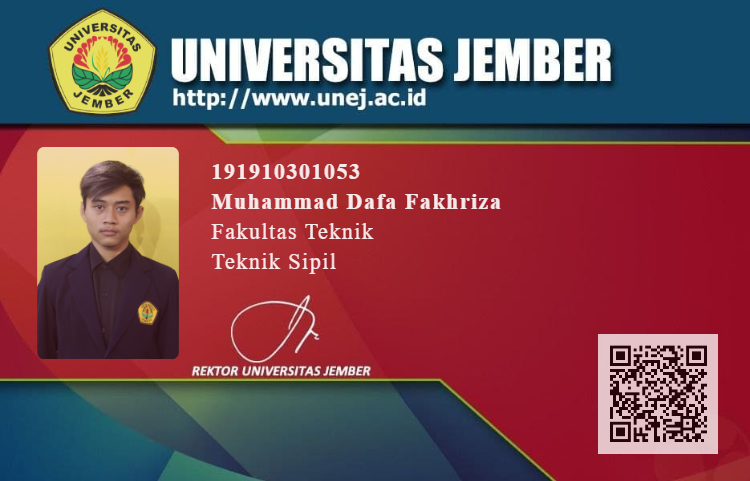 UNIVERSITAS
JEMBER
UNIVERSITAS JEMBER
http://www.unej.ac.id
191910301053
Muhammad Dafa Fakhriza
Fakultas Teknik
Teknik Sipil
REKTOR UNIVERSITAS JEMBER